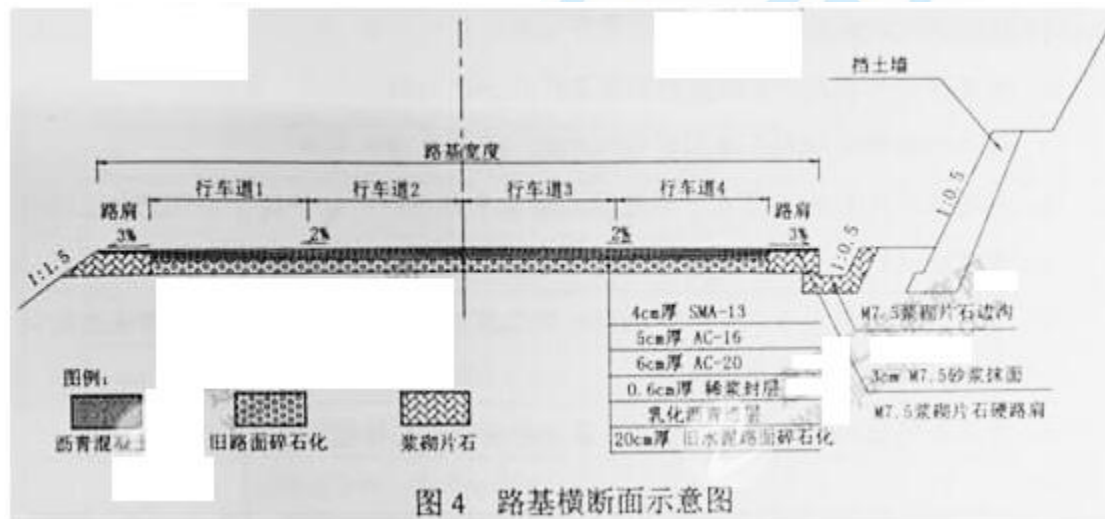 挡土墙
路基宽度
行车道1 行车道2 行车道3 行车道4
路肩 路肩
3% 2% 2% 3%
1:1.5
1:0.5
1:0.5
4cm厚 SMA-13
5cm厚 AC-16
6cm厚 AC-20
0.6cm厚 稀浆封层
乳化沥青透层
20cm厚 旧水泥路面碎石化
M7.5浆砌片石边沟
3cm M7.5砂浆抹面
M7.5浆砌片石硬路肩
图例:
沥青混凝土 旧路面碎石化 浆砌片石
图 4 路基横断面示意图